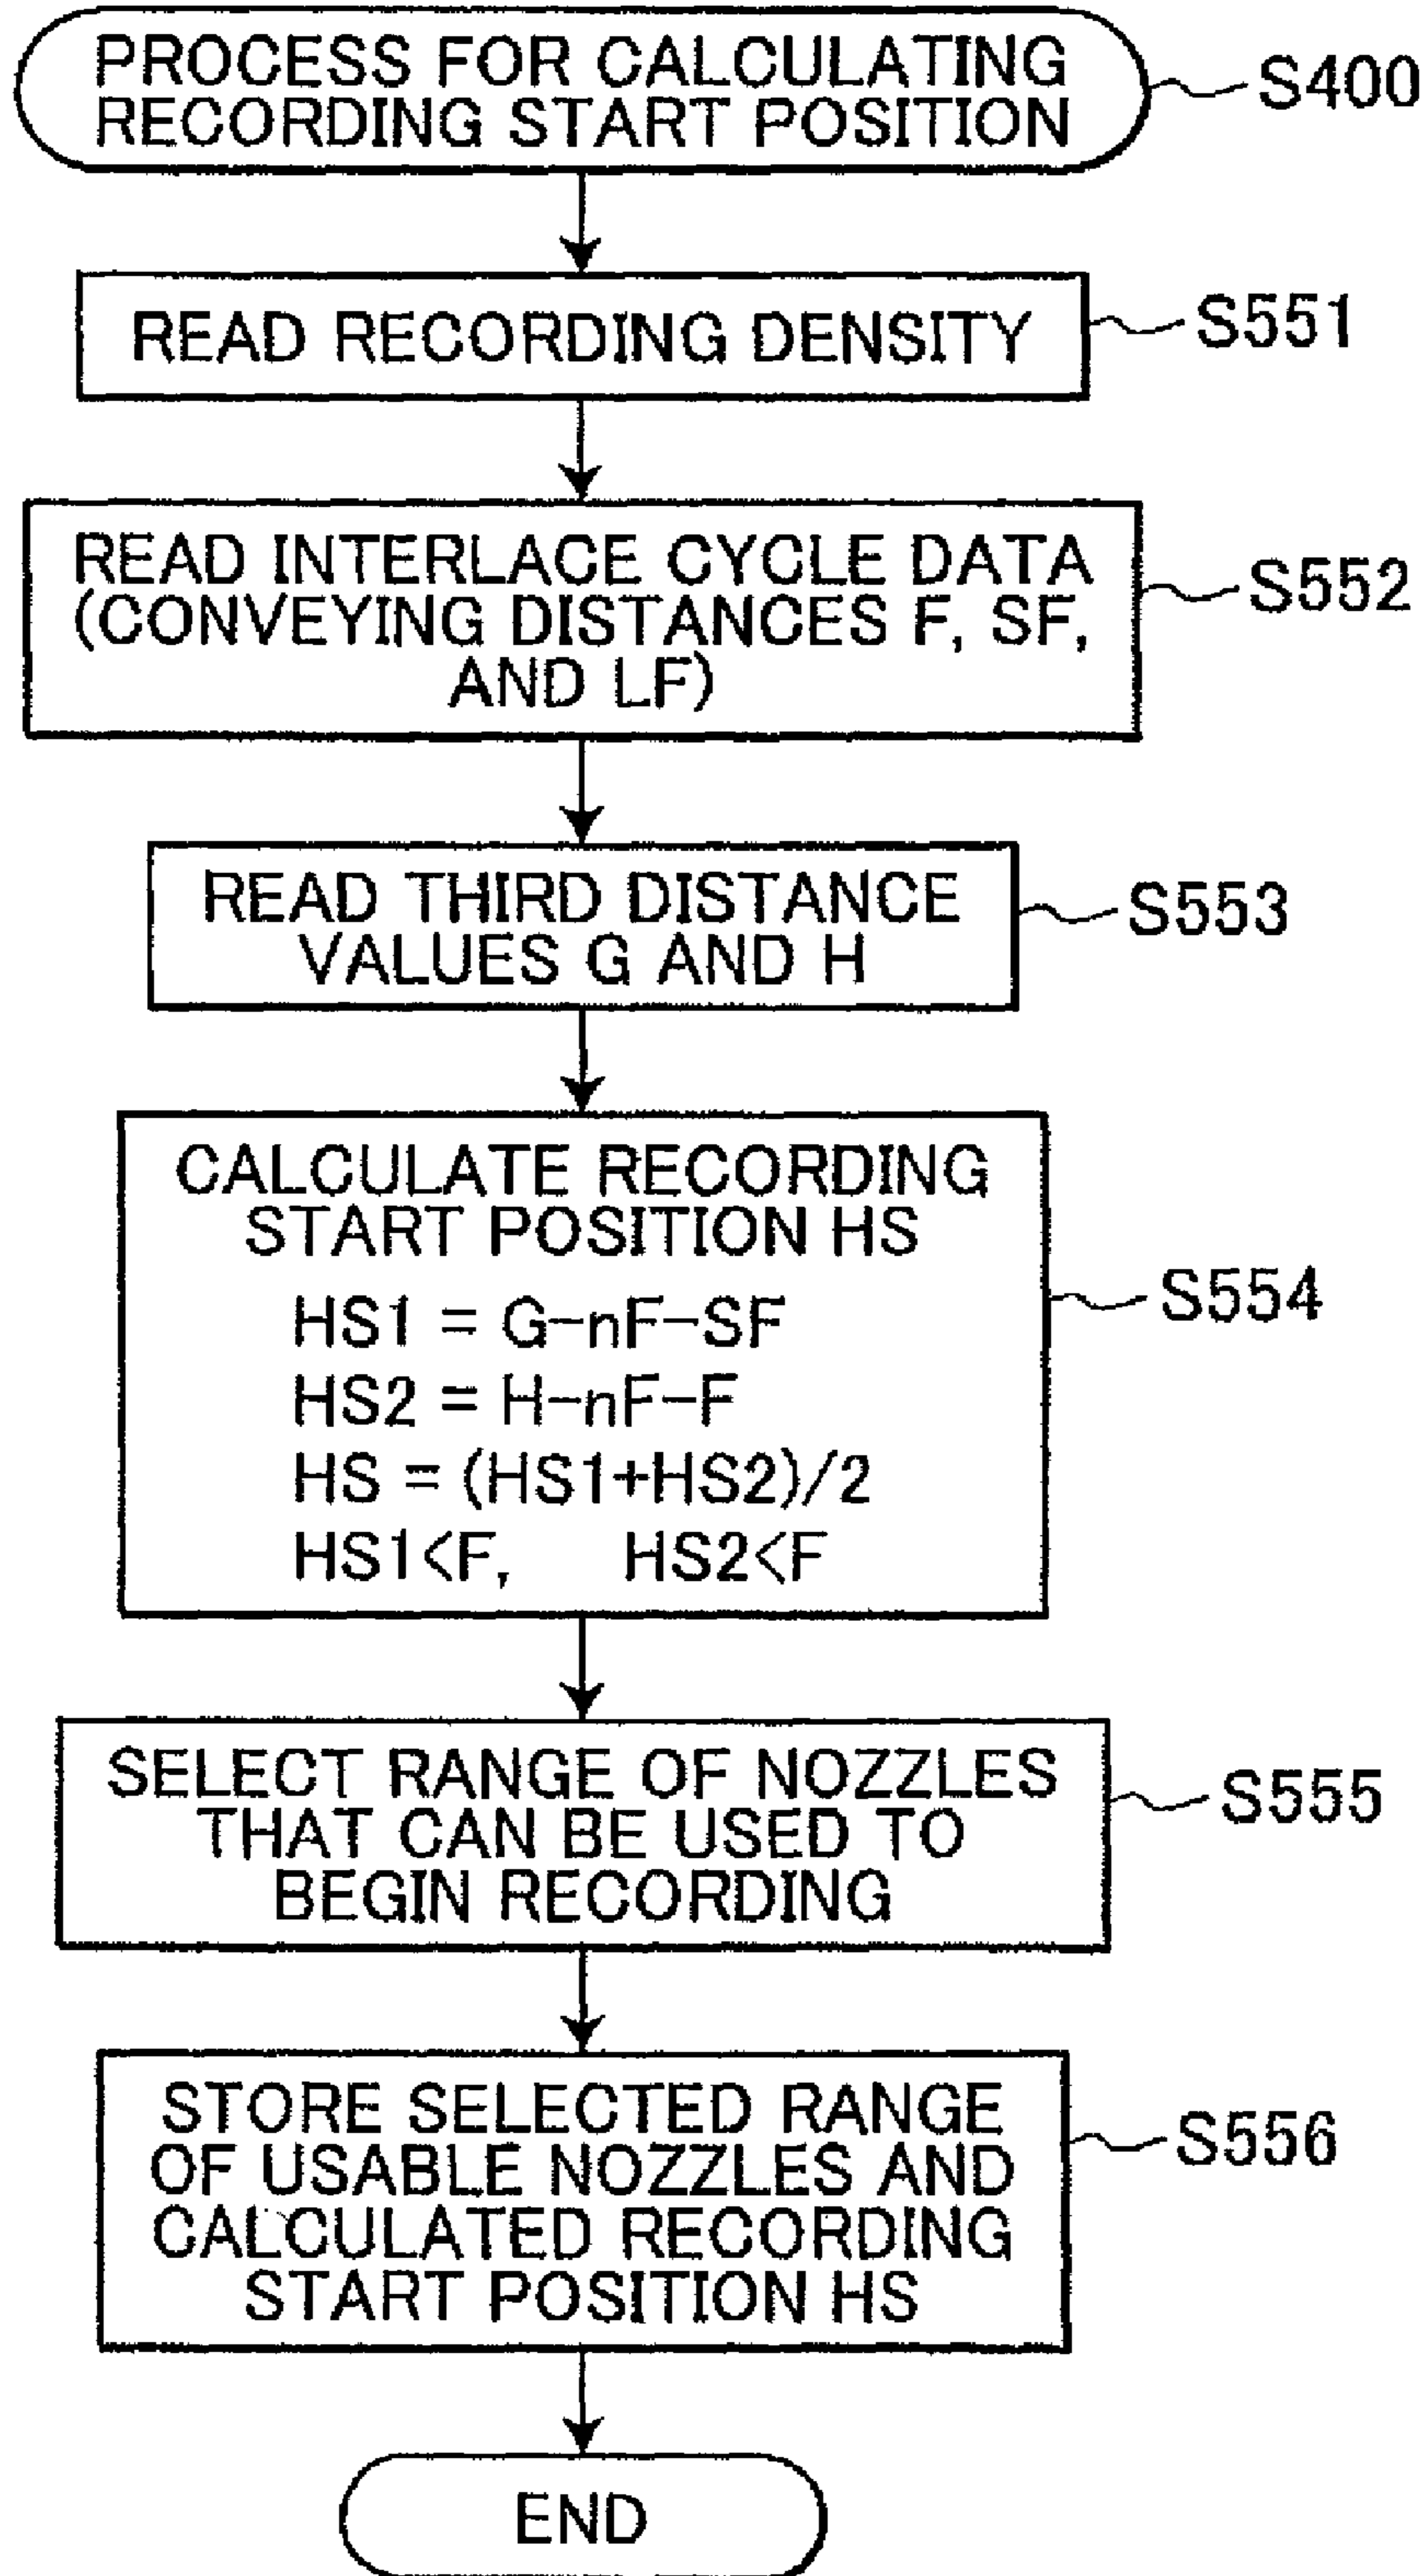 PROCESS FOR CALCULATING
RECORDING START POSITION
S400
READ RECORDING DENSITY
S551
READ INTERLACE CYCLE DATA
(CONVEYING DISTANCES F, SF,
AND LF)
S552
READ THIRD DISTANCE
VALUES G AND H
S553
CALCULATE RECORDING
START POSITION HS
HS1 = G-nF-SF
HS2 = H-nF-F
HS = (HS1+HS2)/2
HS1<F, HS2<F
S554
SELECT RANGE OF NOZZLES
THAT CAN BE USED TO
BEGIN RECORDING
S555
STORE SELECTED RANGE
OF USABLE NOZZLES AND
CALCULATED RECORDING
START POSITION HS
S556
END